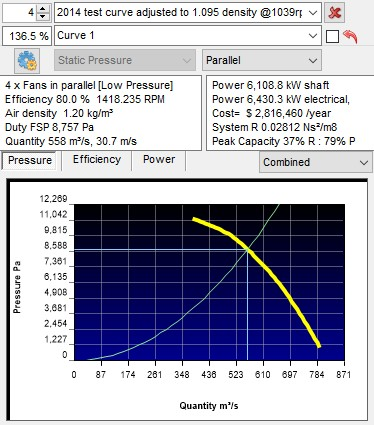 4
2014 test curve adjusted to 1.095 density @1039rp
136.5 %
Curve 1
Static Pressure
Parallel
4 x Fans in parallel [Low Pressure]
Efficiency 80.0 % 1418.235 RPM
Air density 1.20 kg/m³
Duty FSP 8,757 Pa
Quantity 558 m³/s, 30.7 m/s
Power 6,108.8 kW shaft
Power 6,430.3 kW electrical,
Cost= $ 2,816,460 /year
System R 0.02812 Ns²/m8
Peak Capacity 37% R : 79% P
Pressure
Efficiency
Power
Combined
12,269
11,042
9,815
8,588
7,361
6,135
4,908
3,681
2,454
1,227
0
Pressure Pa
0 87 174 261 348 436 523 610 697 784 871
Quantity m³/s